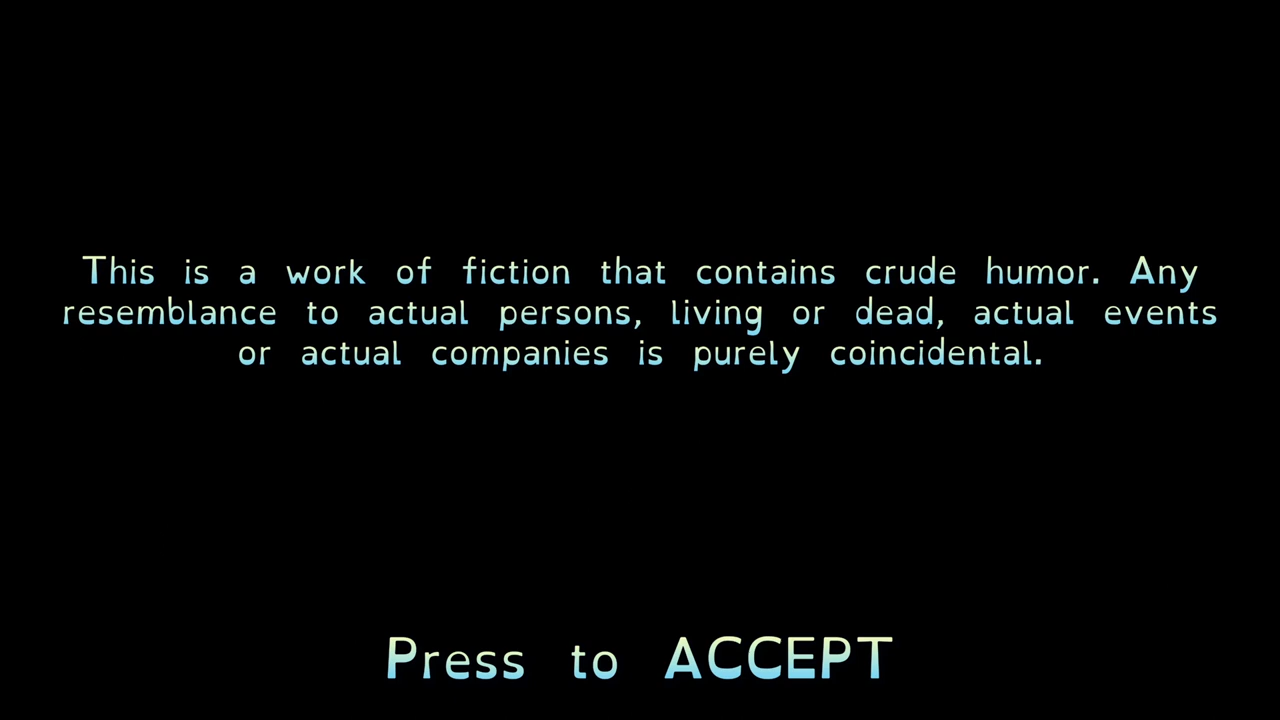 This is a work of fiction that contains crude humor. Any
resemblance to actual persons, living or dead, actual events
or actual companies is purely coincidental.
Press to ACCEPT